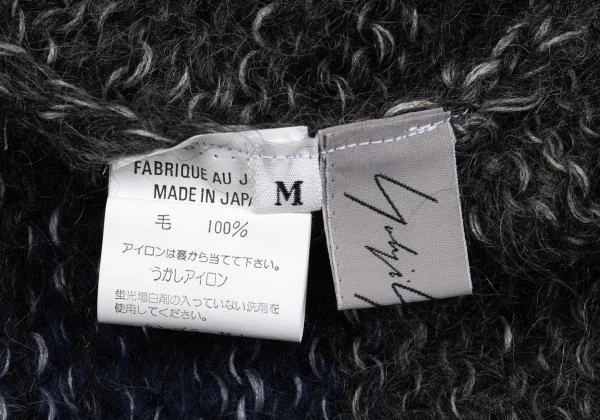 FABRIQUE AU J
MADE IN JAPA
毛 100%
アイロンは裏から当てて下さい。
うかしアイロン
蛍光増白剤の入っていない洗剤を
使用してください。
M